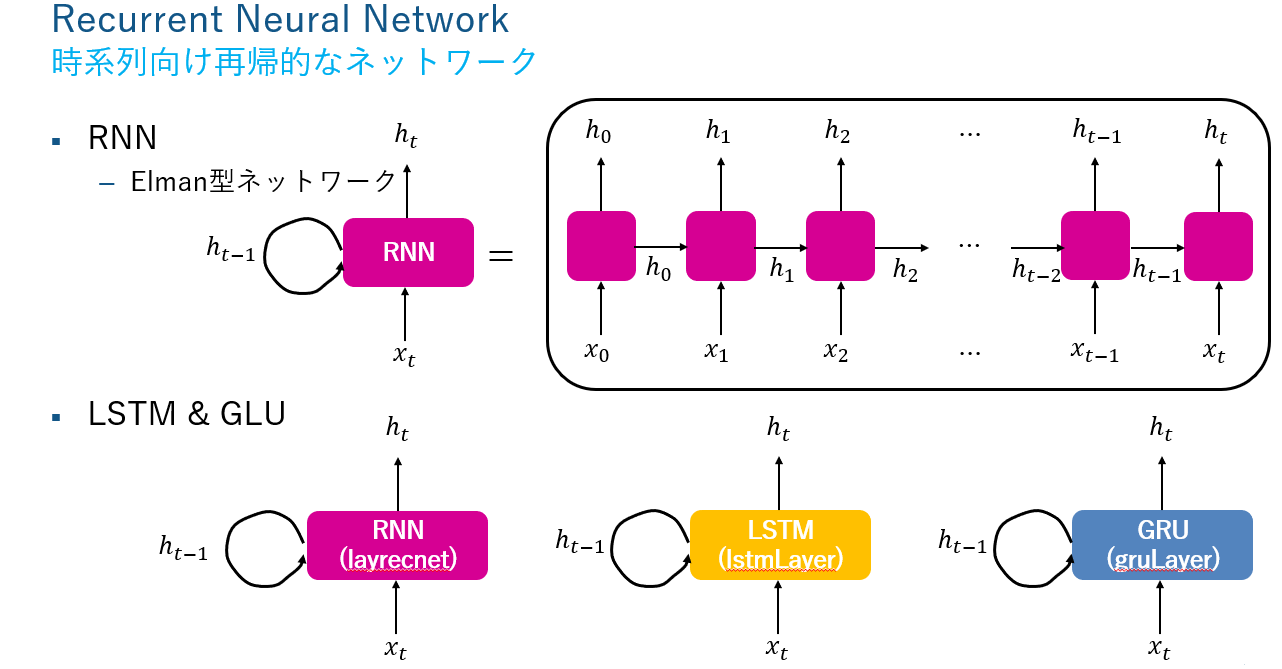 Recurrent Neural Network
時系列向け再帰的なネットワーク
▪ RNN
– Elman型ネットワーク
h_t
h_{t−1}
RNN
x_t
=
h_0 h_1 h_2 … h_{t−1} h_t
…
h_0 h_1 h_2 h_{t−2} h_{t−1}
x_0 x_1 x_2 … x_{t−1} x_t
▪ LSTM & GLU
h_t h_t h_t
RNN
(layrecnet)
h_{t−1}
x_t
LSTM
(lstmLayer)
h_{t−1}
x_t
GRU
(gruLayer)
h_{t−1}
x_t